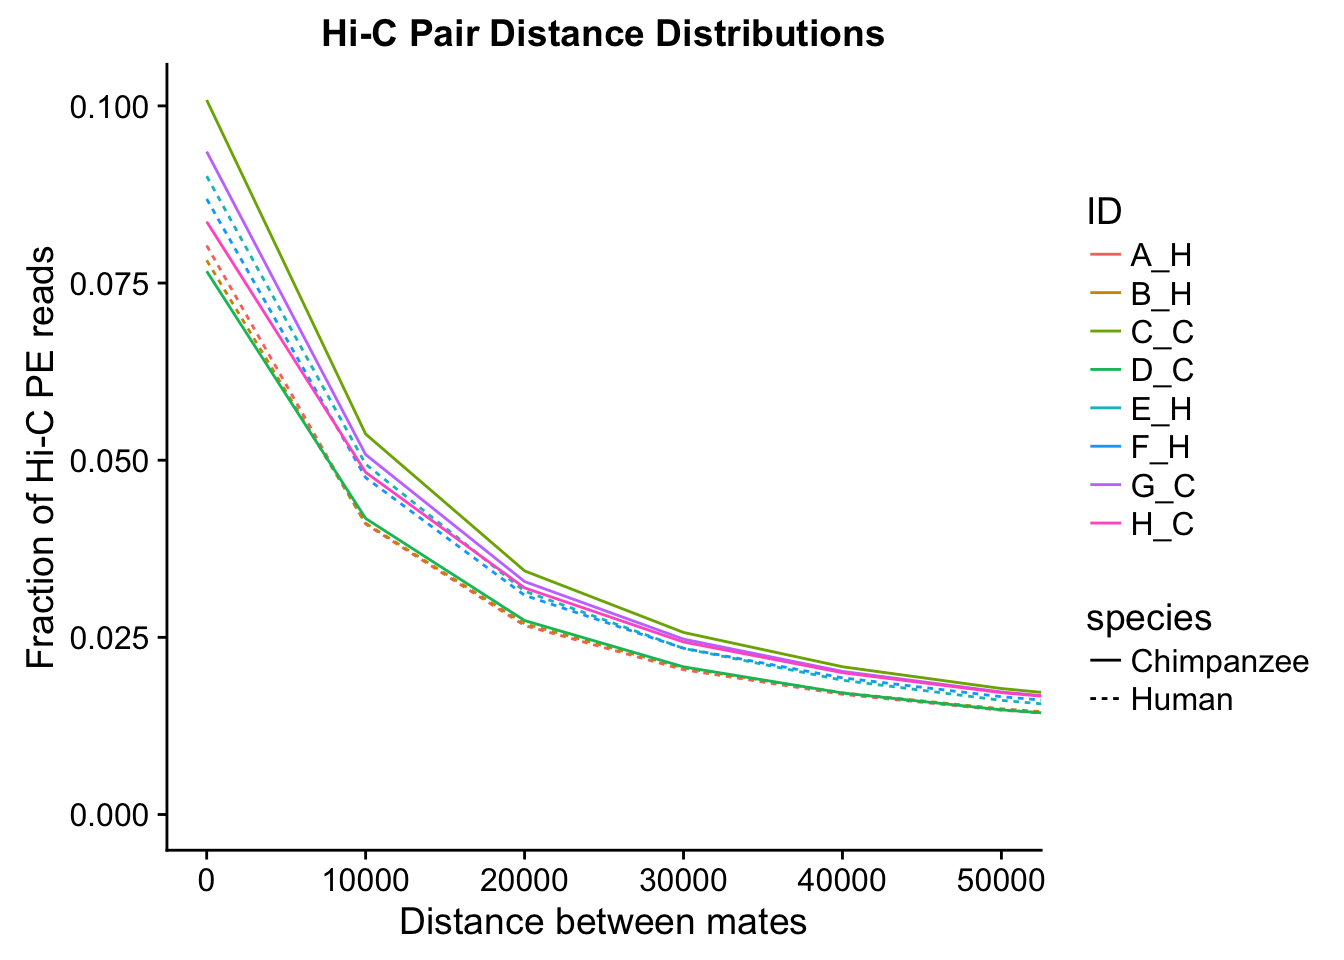 Hi-C Pair Distance Distributions
Fraction of Hi-C PE reads
0.100
0.075
0.050
0.025
0.000
0 10000 20000 30000 40000 50000
Distance between mates
ID
A_H
B_H
C_C
D_C
E_H
F_H
G_C
H_C
species
Chimpanzee
Human